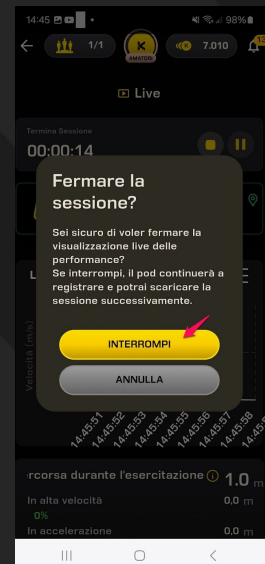 14:45
98%
1/1
K
AMATORI
K
7.010
Live
Termina Sessione
00:00:14
Fermare la
sessione?
Sei sicuro di voler fermare la
visualizzazione live delle
performance?
Se interrompi, il pod continuerà a
registrare e potrai scaricare la
sessione successivamente.
INTERROMPI
ANNULLA
L
Velocità (m/s)
14:45:51
14:45:52
14:45:53
14:45:54
14:45:55
14:45:56
14:45:57
14:45:58
rcorsa durante l'esercitazione
1.0 m
In alta velocità
0,0 m
0%
In accelerazione
0,0 m